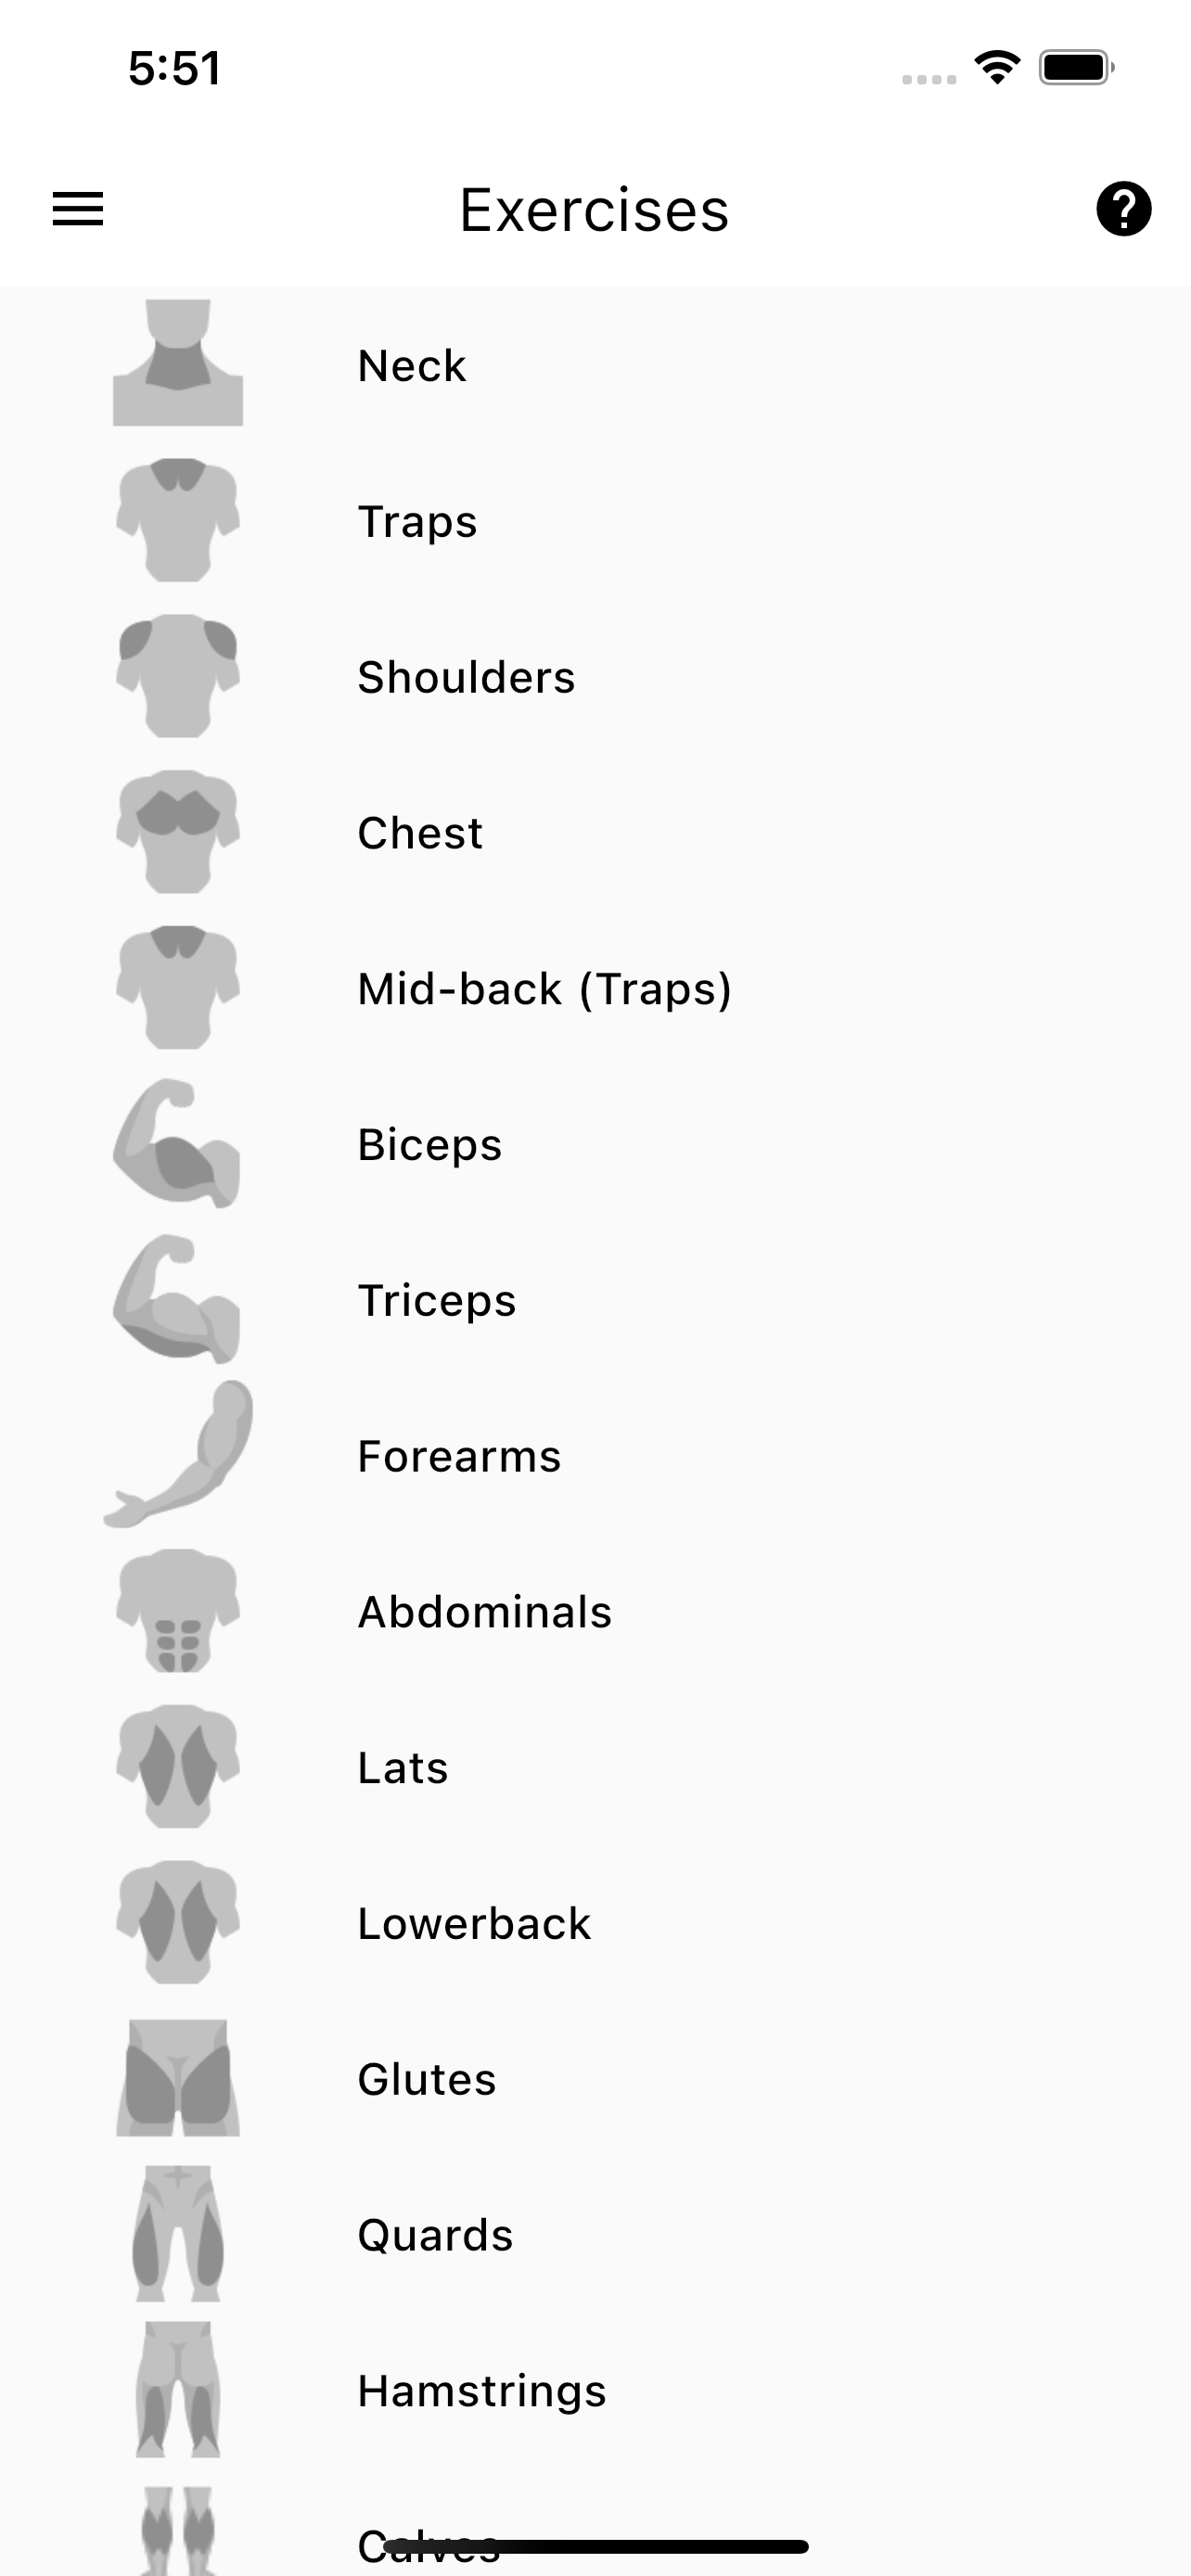 5:51
Exercises
Neck
Traps
Shoulders
Chest
Mid-back (Traps)
Biceps
Triceps
Forearms
Abdominals
Lats
Lowerback
Glutes
Quards
Hamstrings
Calves